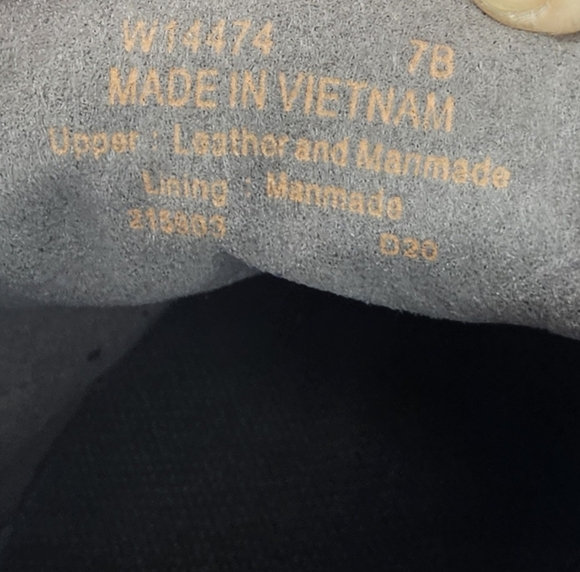 W14474 7B
MADE IN VIETNAM
Upper : Leather and Manmade
Lining : Manmade
D20